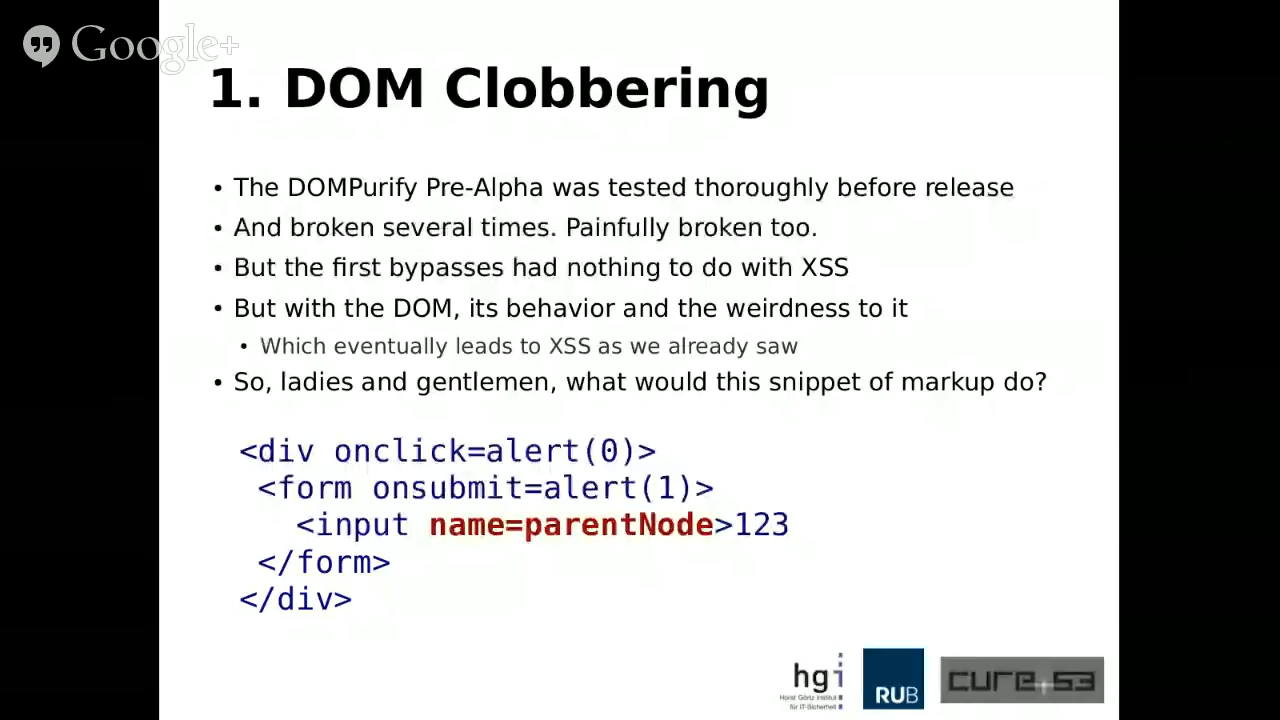 Google+
1. DOM Clobbering
• The DOMPurify Pre-Alpha was tested thoroughly before release
• And broken several times. Painfully broken too.
• But the first bypasses had nothing to do with XSS
• But with the DOM, its behavior and the weirdness to it
• Which eventually leads to XSS as we already saw
• So, ladies and gentlemen, what would this snippet of markup do?
<div onclick=alert(0)>
<form onsubmit=alert(1)>
<input name=parentNode>123
</form>
</div>
hgi
Horst Görtz Institut
für IT-Sicherheit
RUB
cure53